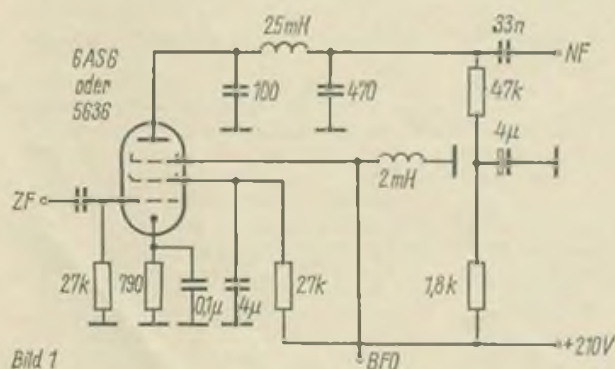 25mH
33n
NF
6AS6
oder
5636
100
470
47k
4µ
2mH
ZF
27k
790
0,1µ
4µ
27k
1,8k
+210V
Bild 1
BFO